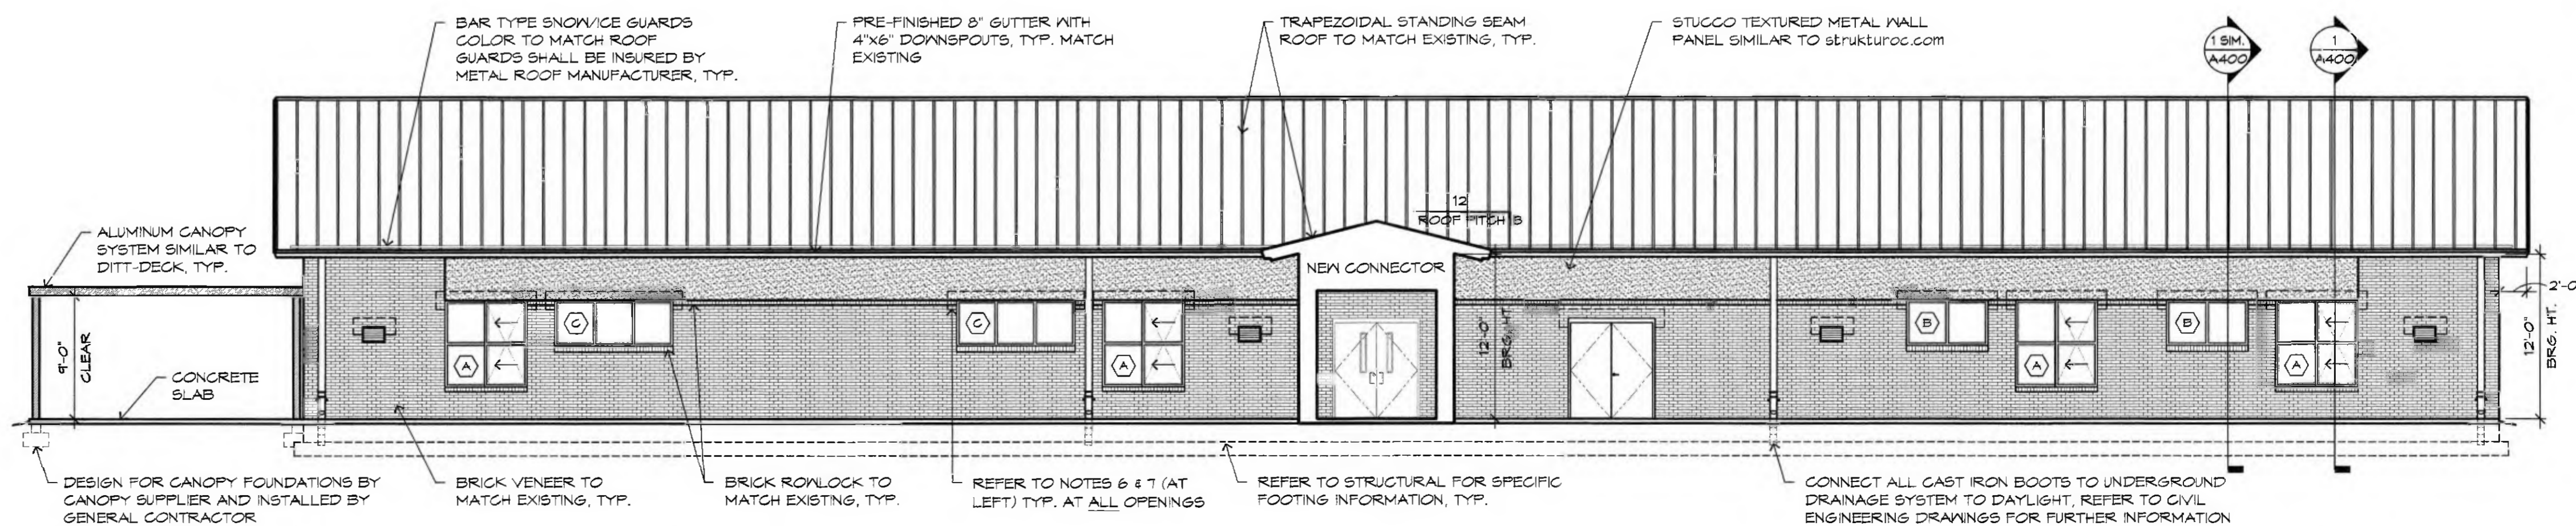 BAR TYPE SNOW/ICE GUARDS
COLOR TO MATCH ROOF
GUARDS SHALL BE INSURED BY
METAL ROOF MANUFACTURER, TYP.
PRE-FINISHED 8" GUTTER WITH
4"x6" DOWNSPOUTS, TYP. MATCH
EXISTING
TRAPEZOIDAL STANDING SEAM
ROOF TO MATCH EXISTING, TYP.
STUCCO TEXTURED METAL WALL
PANEL SIMILAR TO strukturoc.com
1 SIM.
A400
1
A400
12
ROOF PITCH 3
ALUMINUM CANOPY
SYSTEM SIMILAR TO
DITT-DECK, TYP.
NEW CONNECTOR
2'-0
9'-0"
CLEAR
CONCRETE
SLAB
A
C
C
A
12'-0"
BRG. HT.
B
A
B
A
12'-0"
BRG. HT.
DESIGN FOR CANOPY FOUNDATIONS BY
CANOPY SUPPLIER AND INSTALLED BY
GENERAL CONTRACTOR
BRICK VENEER TO
MATCH EXISTING, TYP.
BRICK ROWLOCK TO
MATCH EXISTING, TYP.
REFER TO NOTES 6 & 7 (AT
LEFT) TYP. AT ALL OPENINGS
REFER TO STRUCTURAL FOR SPECIFIC
FOOTING INFORMATION, TYP.
CONNECT ALL CAST IRON BOOTS TO UNDERGROUND
DRAINAGE SYSTEM TO DAYLIGHT, REFER TO CIVIL
ENGINEERING DRAWINGS FOR FURTHER INFORMATION